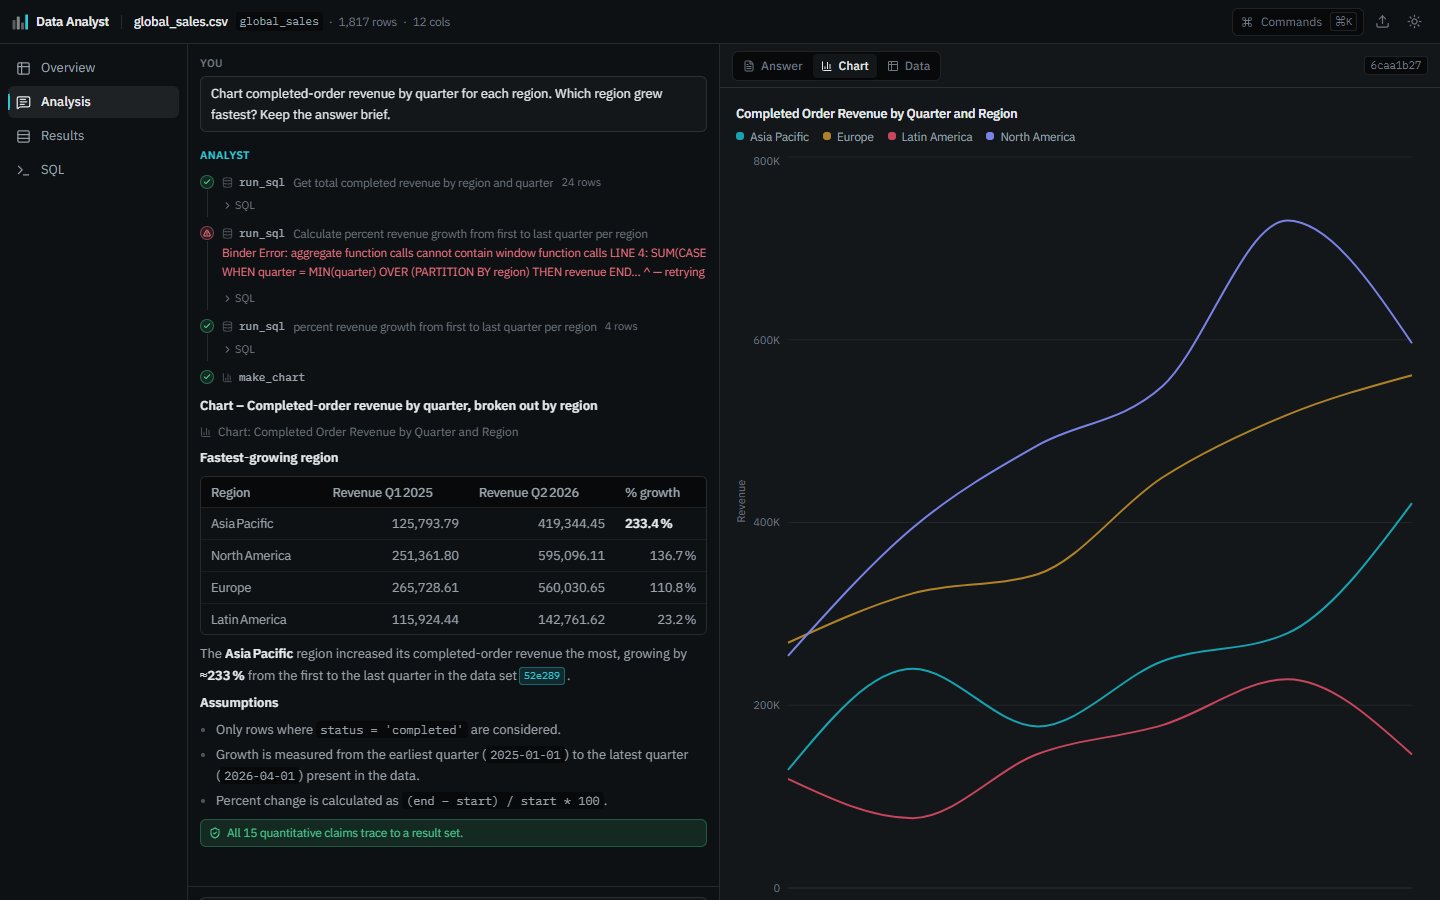 Data Analyst
global_sales.csv global_sales · 1,817 rows · 12 cols
⌘ Commands ⌘K
Overview
Analysis
Results
SQL
YOU
Chart completed-order revenue by quarter for each region. Which region grew
fastest? Keep the answer brief.
ANALYST
run_sql Get total completed revenue by region and quarter 24 rows
> SQL
run_sql Calculate percent revenue growth from first to last quarter per region
Binder Error: aggregate function calls cannot contain window function calls LINE 4: SUM(CASE
WHEN quarter = MIN(quarter) OVER (PARTITION BY region) THEN revenue END... ^ — retrying
> SQL
run_sql percent revenue growth from first to last quarter per region 4 rows
> SQL
make_chart
Chart – Completed-order revenue by quarter, broken out by region
Chart: Completed Order Revenue by Quarter and Region
Fastest-growing region
Region Revenue Q1 2025 Revenue Q2 2026 % growth
Asia Pacific 125,793.79 419,344.45 233.4 %
North America 251,361.80 595,096.11 136.7 %
Europe 265,728.61 560,030.65 110.8 %
Latin America 115,924.44 142,761.62 23.2 %
The Asia Pacific region increased its completed-order revenue the most, growing by
≈233 % from the first to the last quarter in the data set 52e289 .
Assumptions
• Only rows where status = 'completed' are considered.
• Growth is measured from the earliest quarter ( 2025-01-01 ) to the latest quarter
( 2026-04-01 ) present in the data.
• Percent change is calculated as (end − start) / start * 100 .
All 15 quantitative claims trace to a result set.
Answer Chart Data
6caa1b27
Completed Order Revenue by Quarter and Region
Asia Pacific Europe Latin America North America
800K
600K
400K
200K
0
Revenue